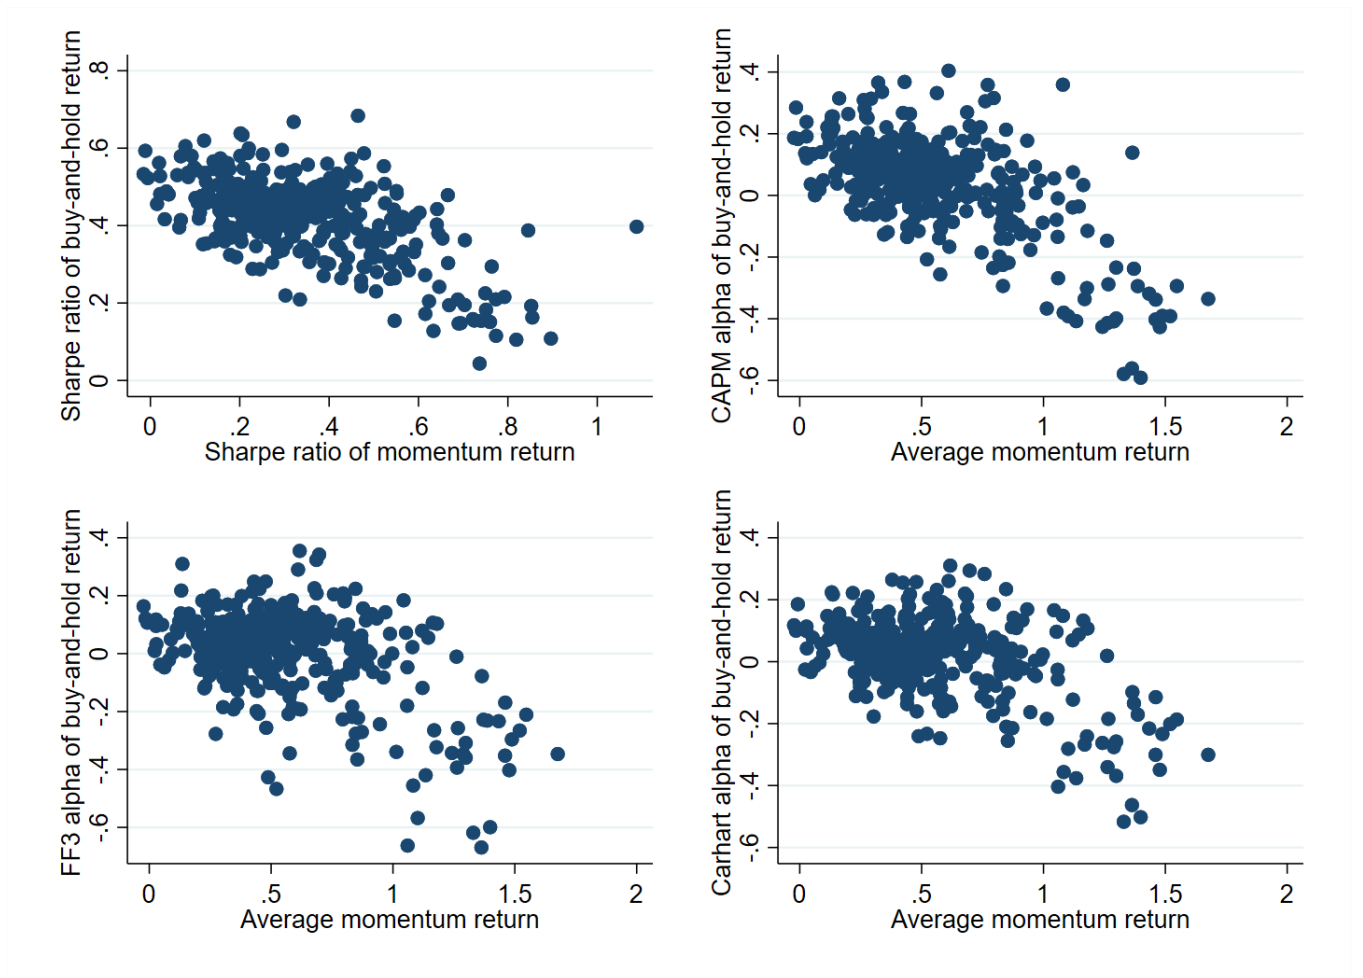 Sharpe ratio of buy-and-hold return
.8
.6
.4
.2
0
0 .2 .4 .6 .8 1
Sharpe ratio of momentum return
CAPM alpha of buy-and-hold return
.4
.2
0
-.2
-.4
-.6
0 .5 1 1.5 2
Average momentum return
FF3 alpha of buy-and-hold return
.4
.2
0
-.2
-.4
-.6
0 .5 1 1.5 2
Average momentum return
Carhart alpha of buy-and-hold return
.4
.2
0
-.2
-.4
-.6
0 .5 1 1.5 2
Average momentum return